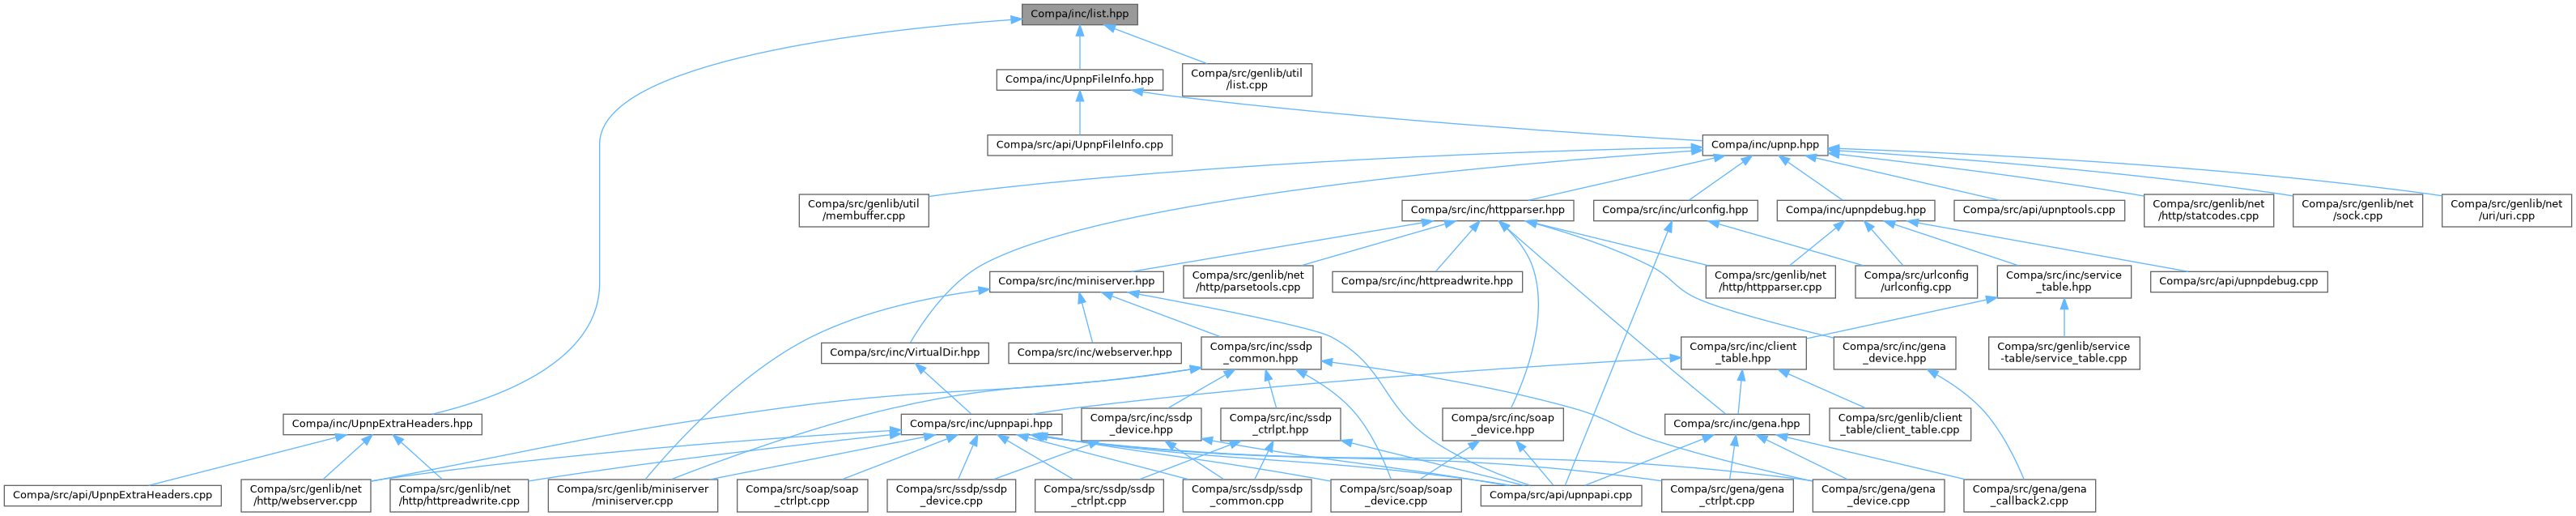 Compa/inc/list.hpp
Compa/inc/UpnpFileInfo.hpp
Compa/src/genlib/util
/list.cpp
Compa/src/api/UpnpFileInfo.cpp
Compa/inc/upnp.hpp
Compa/src/genlib/util
/membuffer.cpp
Compa/src/inc/httpparser.hpp
Compa/src/inc/urlconfig.hpp
Compa/inc/upnpdebug.hpp
Compa/src/api/upnptools.cpp
Compa/src/genlib/net
/http/statcodes.cpp
Compa/src/genlib/net
/sock.cpp
Compa/src/genlib/net
/uri/uri.cpp
Compa/src/inc/miniserver.hpp
Compa/src/genlib/net
/http/parsetools.cpp
Compa/src/inc/httpreadwrite.hpp
Compa/src/genlib/net
/http/httpparser.cpp
Compa/src/urlconfig
/urlconfig.cpp
Compa/src/inc/service
_table.hpp
Compa/src/api/upnpdebug.cpp
Compa/src/inc/VirtualDir.hpp
Compa/src/inc/webserver.hpp
Compa/src/inc/ssdp
_common.hpp
Compa/src/inc/client
_table.hpp
Compa/src/inc/gena
_device.hpp
Compa/src/genlib/service
-table/service_table.cpp
Compa/inc/UpnpExtraHeaders.hpp
Compa/src/inc/upnpapi.hpp
Compa/src/inc/ssdp
_device.hpp
Compa/src/inc/ssdp
_ctrlpt.hpp
Compa/src/inc/soap
_device.hpp
Compa/src/inc/gena.hpp
Compa/src/genlib/client
_table/client_table.cpp
Compa/src/api/UpnpExtraHeaders.cpp
Compa/src/genlib/net
/http/webserver.cpp
Compa/src/genlib/net
/http/httpreadwrite.cpp
Compa/src/genlib/miniserver
/miniserver.cpp
Compa/src/soap/soap
_ctrlpt.cpp
Compa/src/ssdp/ssdp
_device.cpp
Compa/src/ssdp/ssdp
_ctrlpt.cpp
Compa/src/ssdp/ssdp
_common.cpp
Compa/src/soap/soap
_device.cpp
Compa/src/api/upnpapi.cpp
Compa/src/gena/gena
_ctrlpt.cpp
Compa/src/gena/gena
_device.cpp
Compa/src/gena/gena
_callback2.cpp